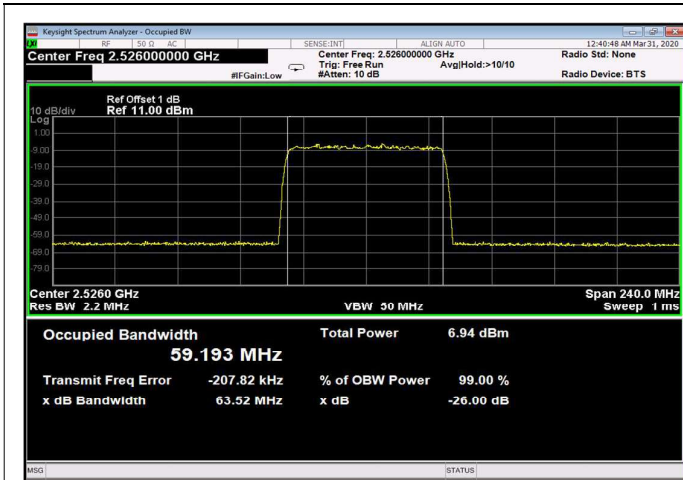 Keysight Spectrum Analyzer - Occupied BW
LXI RF 50 Ω AC SENSE:INT ALIGN AUTO 12:40:48 AM Mar 31, 2020
Center Freq 2.526000000 GHz Center Freq: 2.526000000 GHz Radio Std: None
Trig: Free Run Avg|Hold:>10/10
#IFGain:Low #Atten: 10 dB Radio Device: BTS
Ref Offset 1 dB
10 dB/div Ref 11.00 dBm
Log
1.00
-9.00
-19.0
-29.0
-39.0
-49.0
-59.0
-69.0
-79.0
Center 2.5260 GHz Span 240.0 MHz
Res BW 2.2 MHz VBW 50 MHz Sweep 1 ms
Occupied Bandwidth Total Power 6.94 dBm
59.193 MHz
Transmit Freq Error -207.82 kHz % of OBW Power 99.00 %
x dB Bandwidth 63.52 MHz x dB -26.00 dB
MSG STATUS